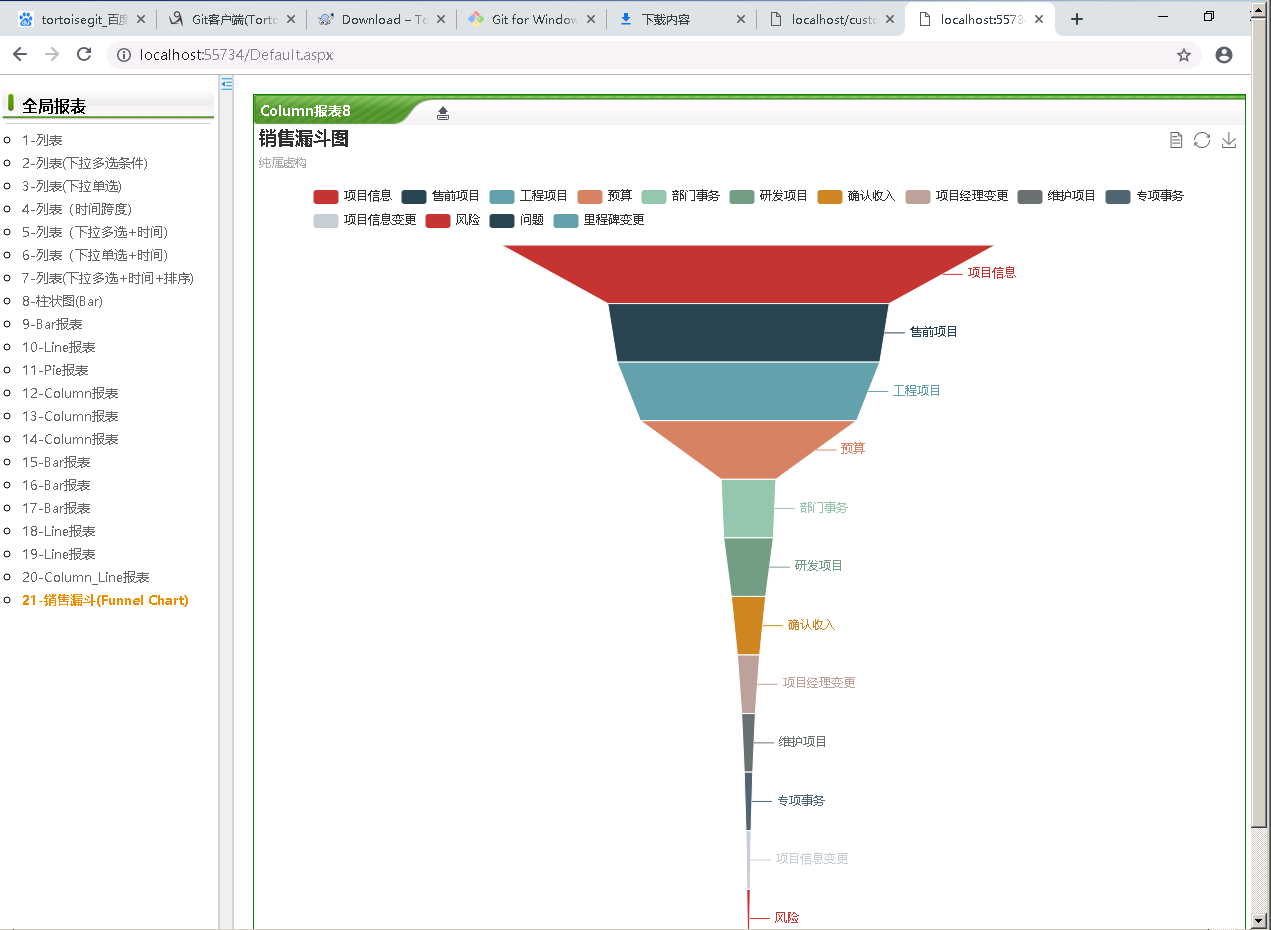 tortoisegit_百度
Git客户端(Torto
Download – To
Git for Window
下载内容
localhost/custo
localhost:5573
localhost:55734/Default.aspx
全局报表
1-列表
2-列表(下拉多选条件)
3-列表(下拉单选)
4-列表（时间跨度）
5-列表（下拉多选+时间）
6-列表（下拉单选+时间）
7-列表(下拉多选+时间+排序)
8-柱状图(Bar)
9-Bar报表
10-Line报表
11-Pie报表
12-Column报表
13-Column报表
14-Column报表
15-Bar报表
16-Bar报表
17-Bar报表
18-Line报表
19-Line报表
20-Column_Line报表
21-销售漏斗(Funnel Chart)
Column报表8
销售漏斗图
纯属虚构
项目信息 售前项目 工程项目 预算 部门事务 研发项目 确认收入 项目经理变更 维护项目 专项事务
项目信息变更 风险 问题 里程碑变更
项目信息
售前项目
工程项目
预算
部门事务
研发项目
确认收入
项目经理变更
维护项目
专项事务
项目信息变更
风险